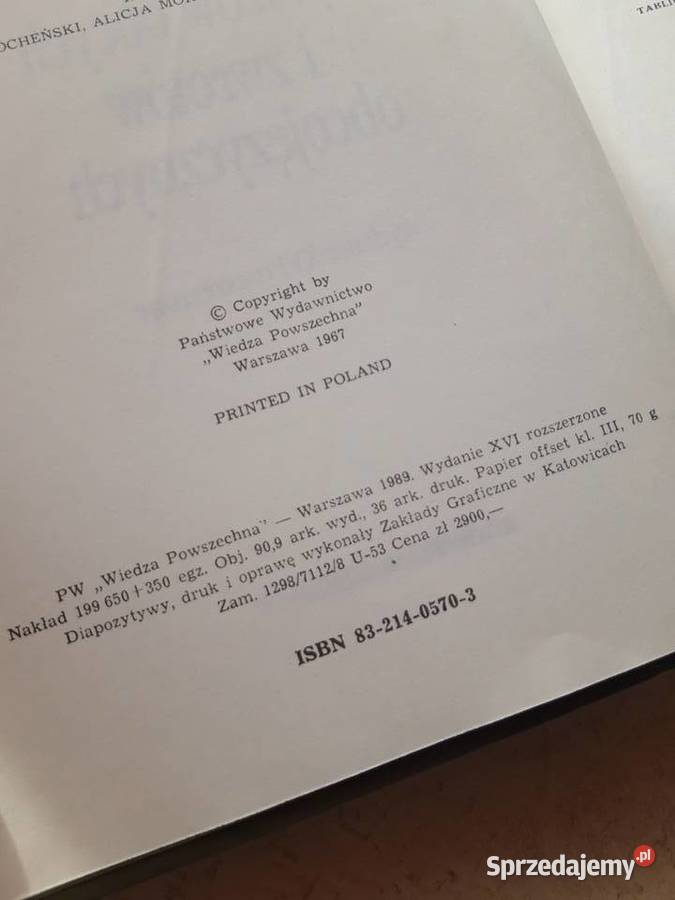 OCHEŃSKI, ALICJA
© Copyright by
Państwowe Wydawnictwo
„Wiedza Powszechna"
Warszawa 1967
PRINTED IN POLAND
PW „Wiedza Powszechna" — Warszawa 1989. Wydanie XVI rozszerzone
Nakład 199 650+350 egz. Obj. 90,9 ark. wyd., 36 ark. druk. Papier offset kl. III, 70 g
Diapozytywy, druk i oprawę wykonały Zakłady Graficzne w Katowicach
Zam. 1298/7112/8 U-53 Cena zł 2900,—
ISBN 83-214-0570-3
Sprzedajemy.pl